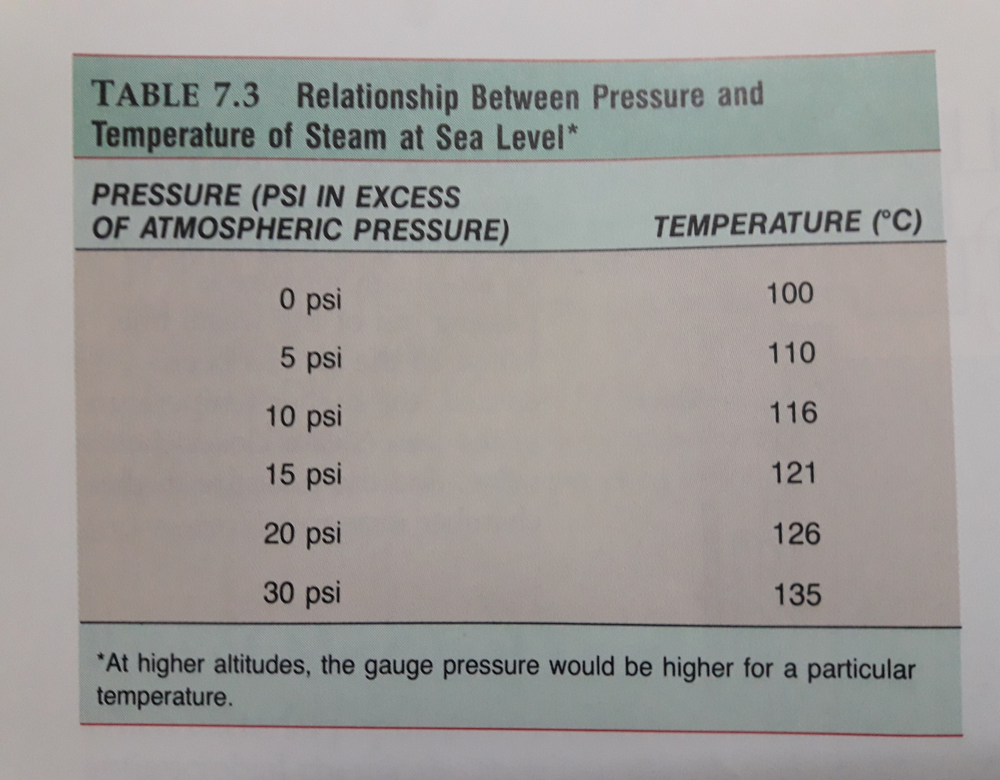 TABLE 7.3 Relationship Between Pressure and
Temperature of Steam at Sea Level*
PRESSURE (PSI IN EXCESS
OF ATMOSPHERIC PRESSURE) TEMPERATURE (°C)
0 psi 100
5 psi 110
10 psi 116
15 psi 121
20 psi 126
30 psi 135
*At higher altitudes, the gauge pressure would be higher for a particular
temperature.